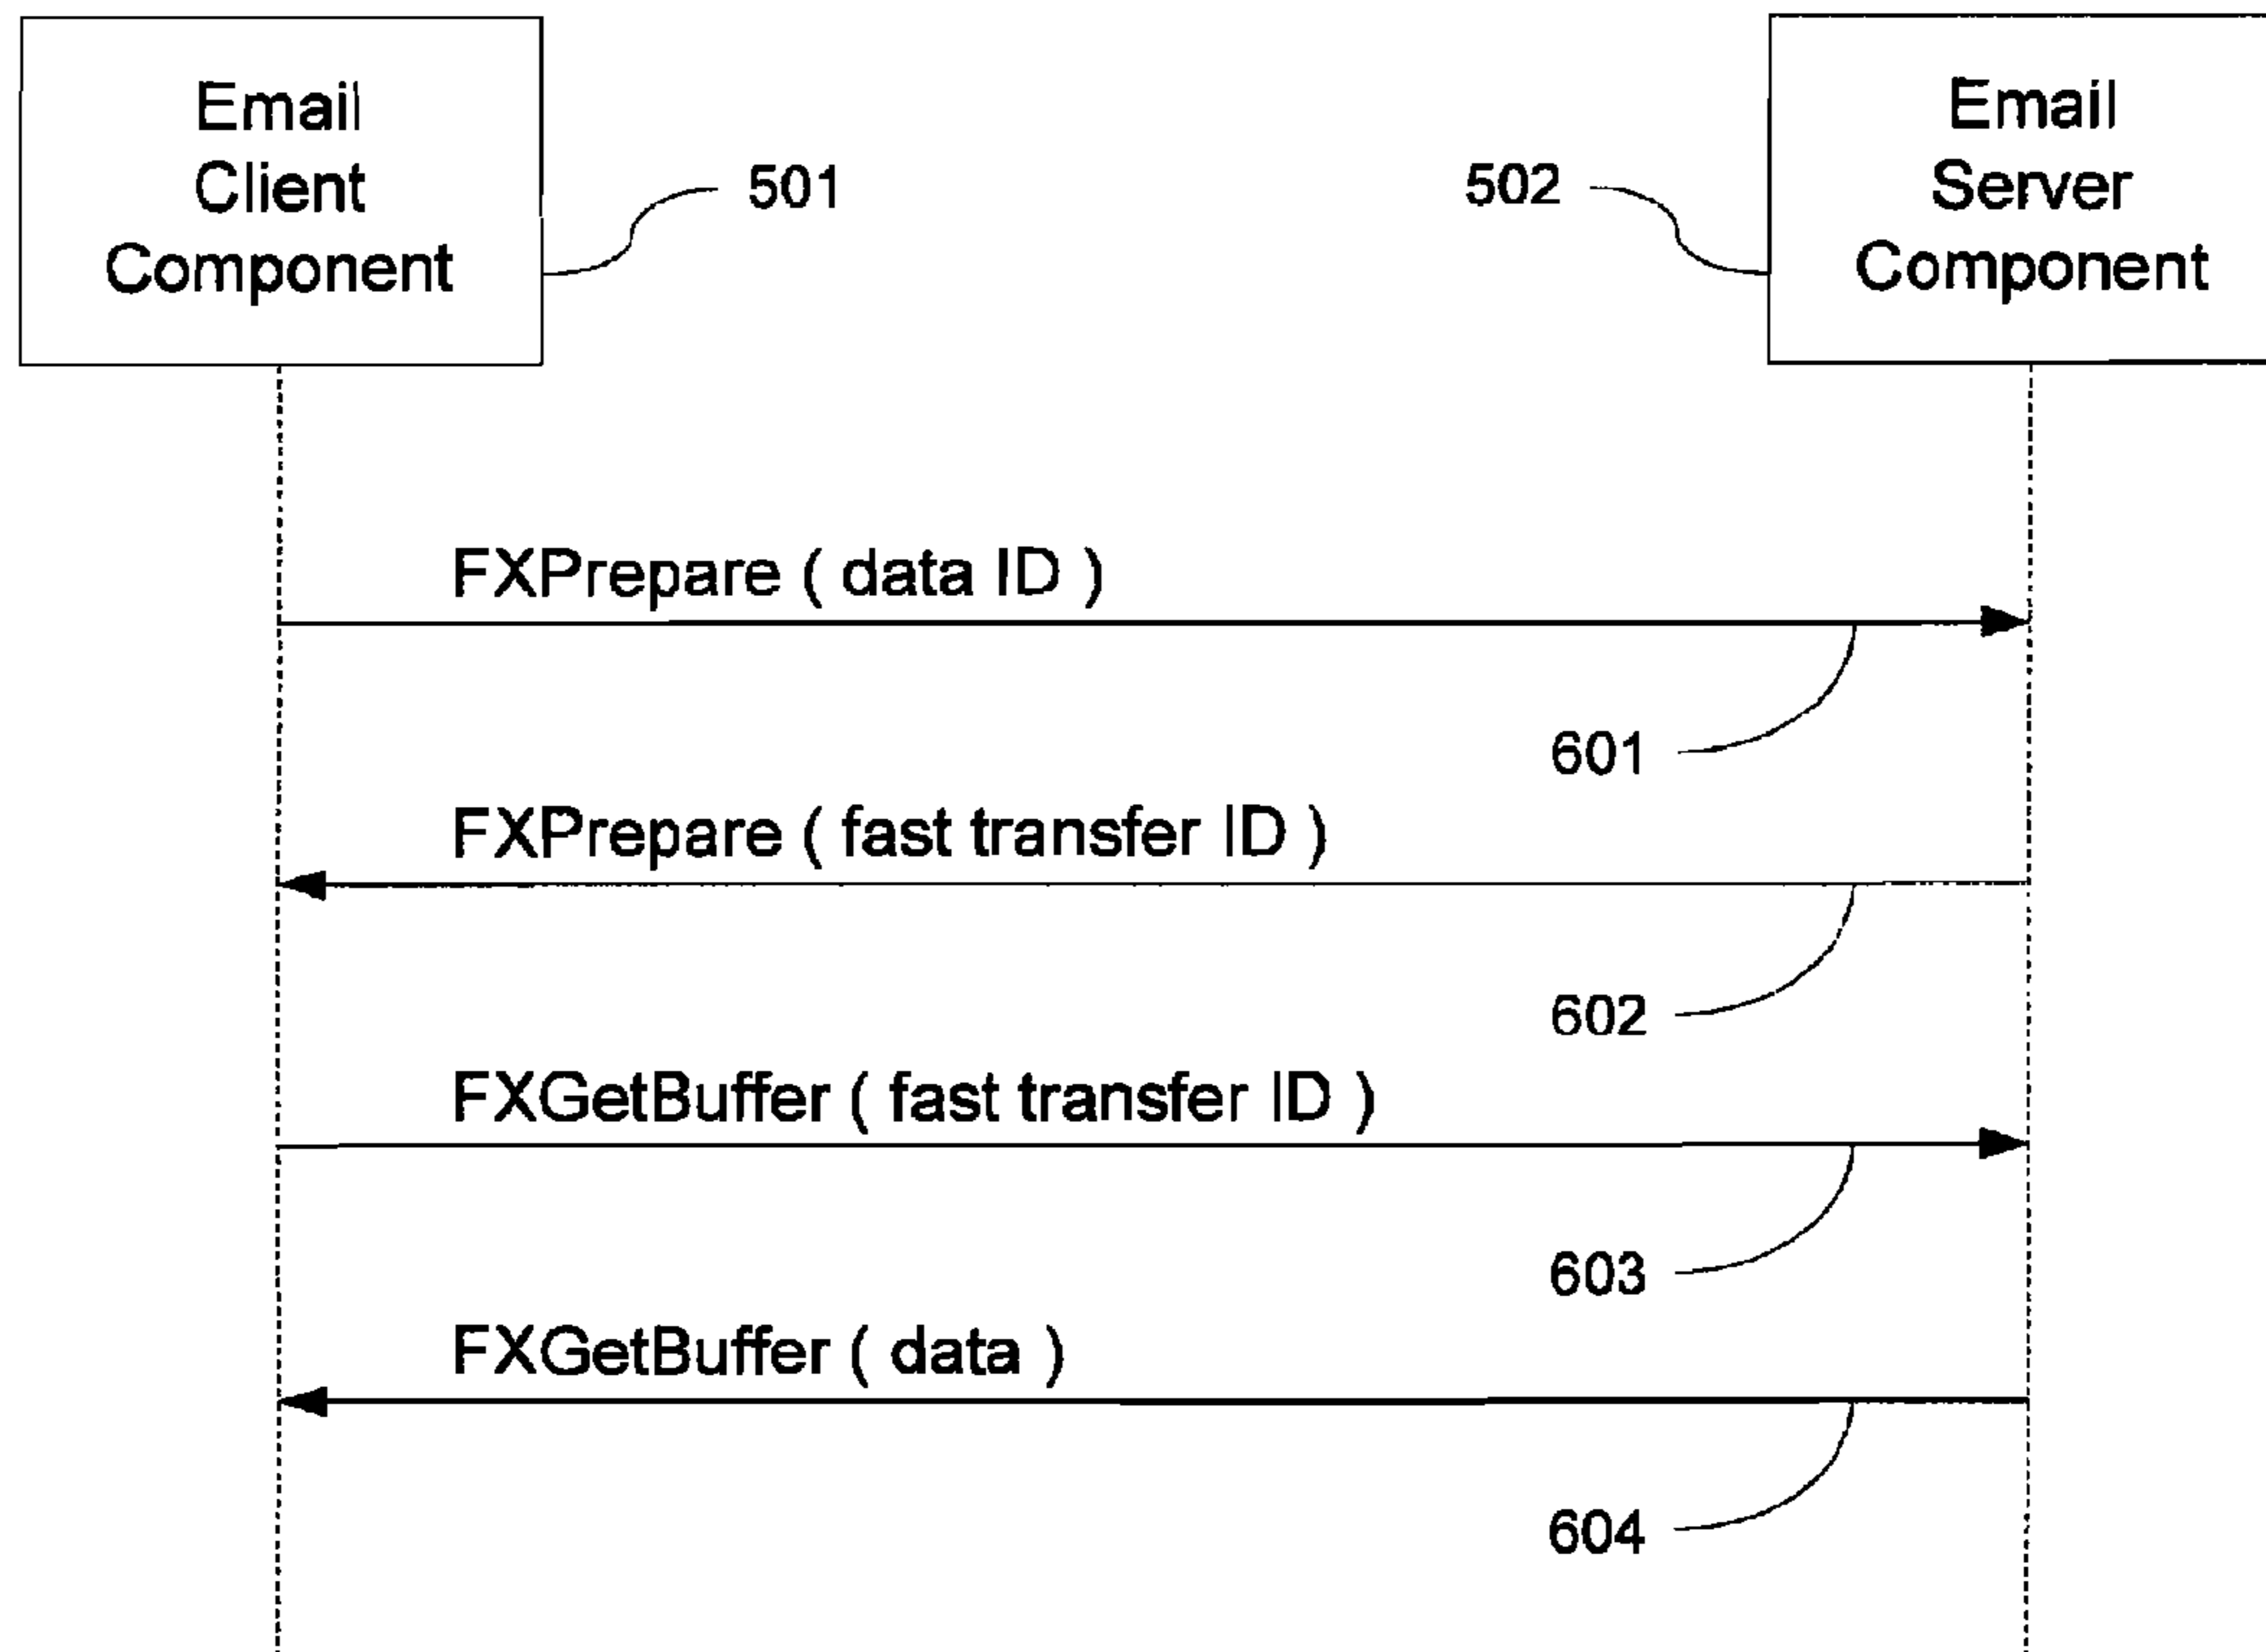 Email
Client
Component
501
502
Email
Server
Component
FXPrepare ( data ID )
601
FXPrepare ( fast transfer ID )
602
FXGetBuffer ( fast transfer ID )
603
FXGetBuffer ( data )
604